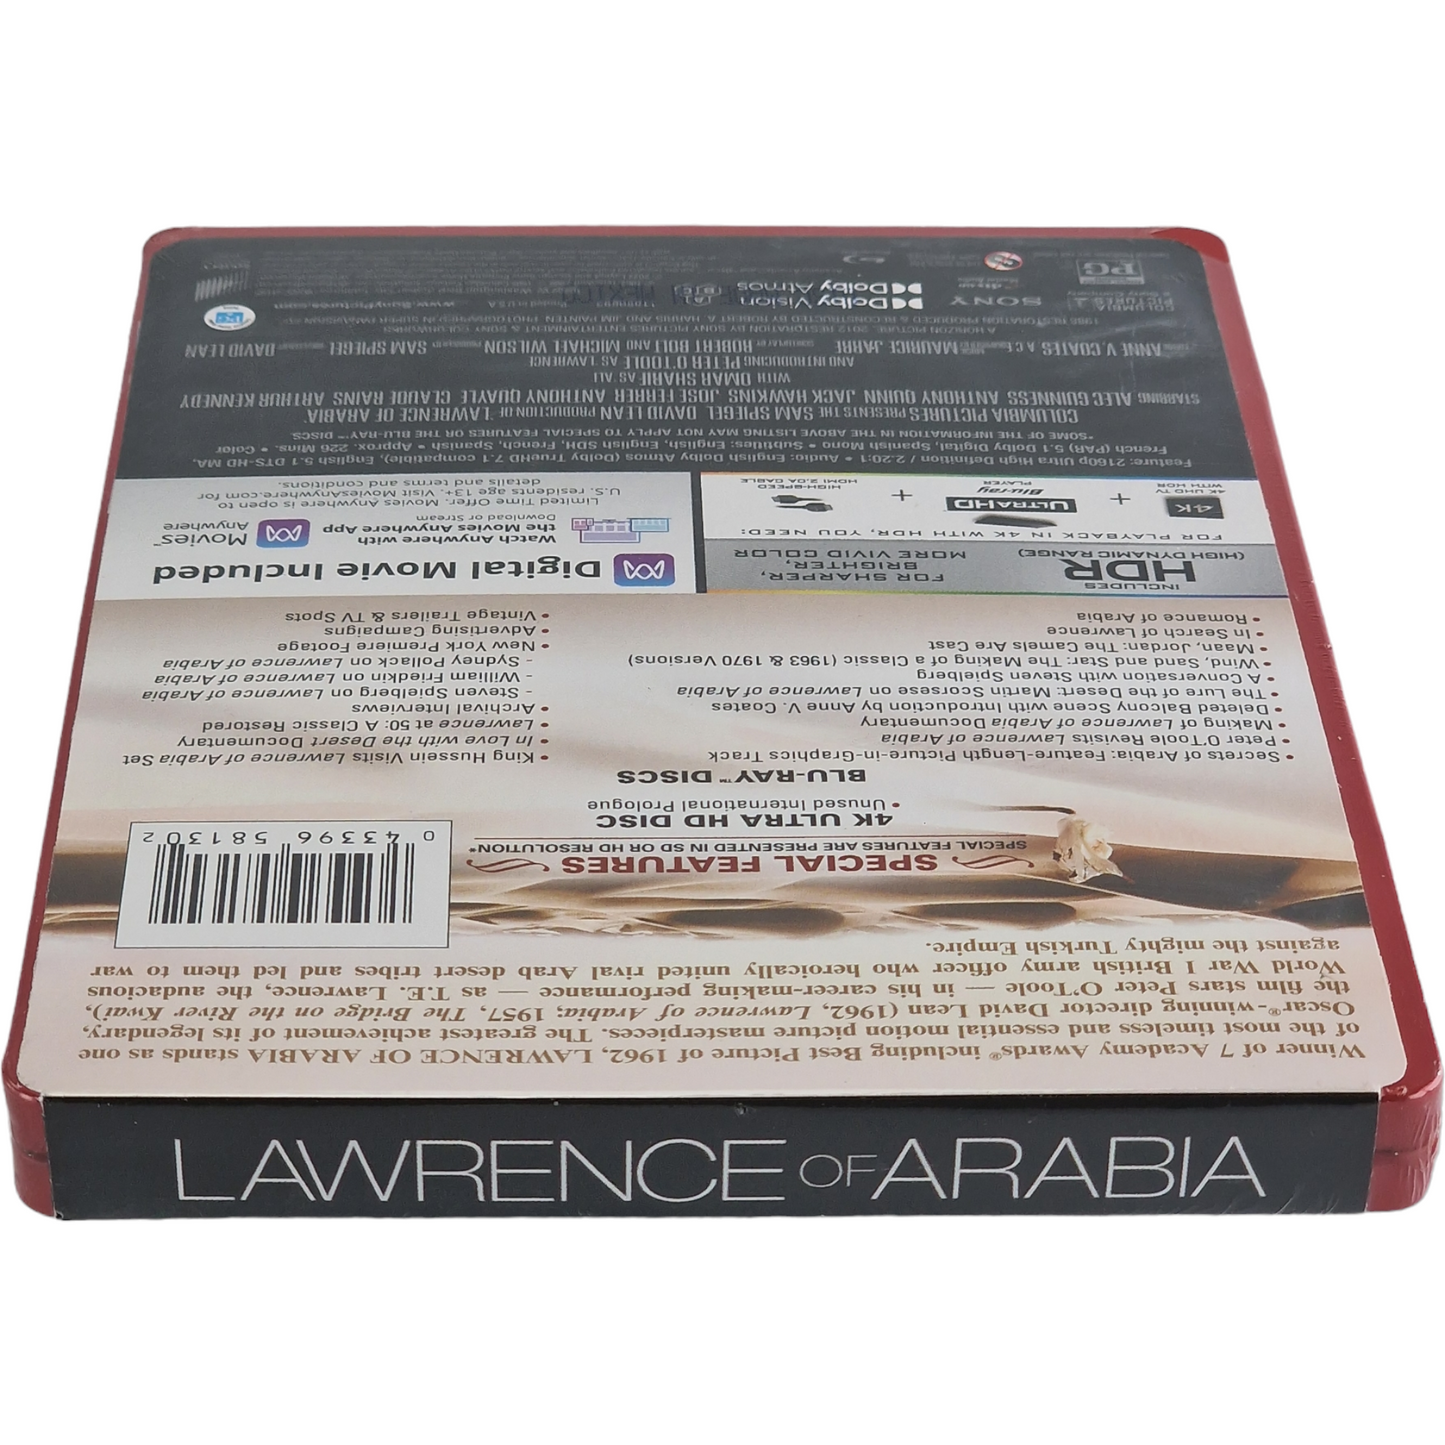 LAWRENCE OF ARABIA
Winner of 7 Academy Awards® including Best Picture of 1962, LAWRENCE OF ARABIA stands as one
of the most timeless and essential motion picture masterpieces. The greatest achievement of its legendary,
Oscar®-winning director David Lean (1962, Lawrence of Arabia; 1957, The Bridge on the River Kwai),
the film stars Peter O'Toole — in his career-making performance — as T.E. Lawrence, the audacious
World War I British army officer who heroically united rival desert Arab tribes and led them to war
against the mighty Turkish Empire.
SPECIAL FEATURES
SPECIAL FEATURES ARE PRESENTED IN SD OR HD RESOLUTION*
4K ULTRA HD DISC
• Unused International Prologue
BLU-RAY™ DISCS
• Secrets of Arabia: Feature-Length Picture-in-Graphics Track
• Peter O'Toole Revisits Lawrence of Arabia
• Making of Lawrence of Arabia Documentary
• Deleted Balcony Scene with Introduction by Anne V. Coates
• The Lure of the Desert: Martin Scorsese on Lawrence of Arabia
• A Conversation with Steven Spielberg
• Wind, Sand and Star: The Making of a Classic (1963 & 1970 Versions)
• Maan, Jordan: The Camels Are Cast
• In Search of Lawrence
• Romance of Arabia
• King Hussein Visits Lawrence of Arabia Set
• In Love with the Desert Documentary
• Lawrence at 50: A Classic Restored
• Archival Interviews
- Steven Spielberg on Lawrence of Arabia
- William Friedkin on Lawrence of Arabia
- Sydney Pollack on Lawrence of Arabia
• New York Premiere Footage
• Advertising Campaigns
• Vintage Trailers & TV Spots
0 43396 58130 2
INCLUDES
HDR
(HIGH DYNAMIC RANGE)
FOR SHARPER,
BRIGHTER,
MORE VIVID COLOR
FOR PLAYBACK IN 4K WITH HDR, YOU NEED:
4K
4K UHD TV
WITH HDR
+
ULTRA HD
Blu-ray
PLAYER
+
HIGH-SPEED
HDMI 2.0A CABLE
Digital Movie Included
Watch Anywhere with
the Movies Anywhere App
Download or Stream
Movies™
Anywhere
Limited Time Offer. Movies Anywhere is open to
U.S. residents age 13+. Visit MoviesAnywhere.com for
details and terms and conditions.
Feature: 2160p Ultra High Definition / 2.20:1 • Audio: English (Dolby Atmos (Dolby TrueHD 7.1 compatible), English 5.1 DTS-HD MA,
French (PAR) 5.1 Dolby Digital, Spanish Mono • Subtitles: English, English SDH, French, Spanish • Approx. 226 Mins. • Color
*SOME OF THE INFORMATION IN THE ABOVE LISTING MAY NOT APPLY TO SPECIAL FEATURES OR THE BLU-RAY™ DISCS.
COLUMBIA PICTURES PRESENTS THE SAM SPIEGEL DAVID LEAN PRODUCTION OF "LAWRENCE OF ARABIA"
STARRING ALEC GUINNESS ANTHONY QUINN JACK HAWKINS JOSE FERRER ANTHONY QUAYLE CLAUDE RAINS ARTHUR KENNEDY
WITH OMAR SHARIF AS 'ALI'
AND INTRODUCING PETER O'TOOLE AS 'LAWRENCE'
ANNE V. COATES A.C.E. MUSIC BY MAURICE JARRE SCREENPLAY BY ROBERT BOLT AND MICHAEL WILSON PRODUCED BY SAM SPIEGEL DIRECTED BY DAVID LEAN
A HORIZON PICTURE
COLUMBIA
PICTURES
SONY
Dolby Vision
Dolby Atmos
www.SonyPictures.com
Printed in U.S.A.
PG
MEXICO